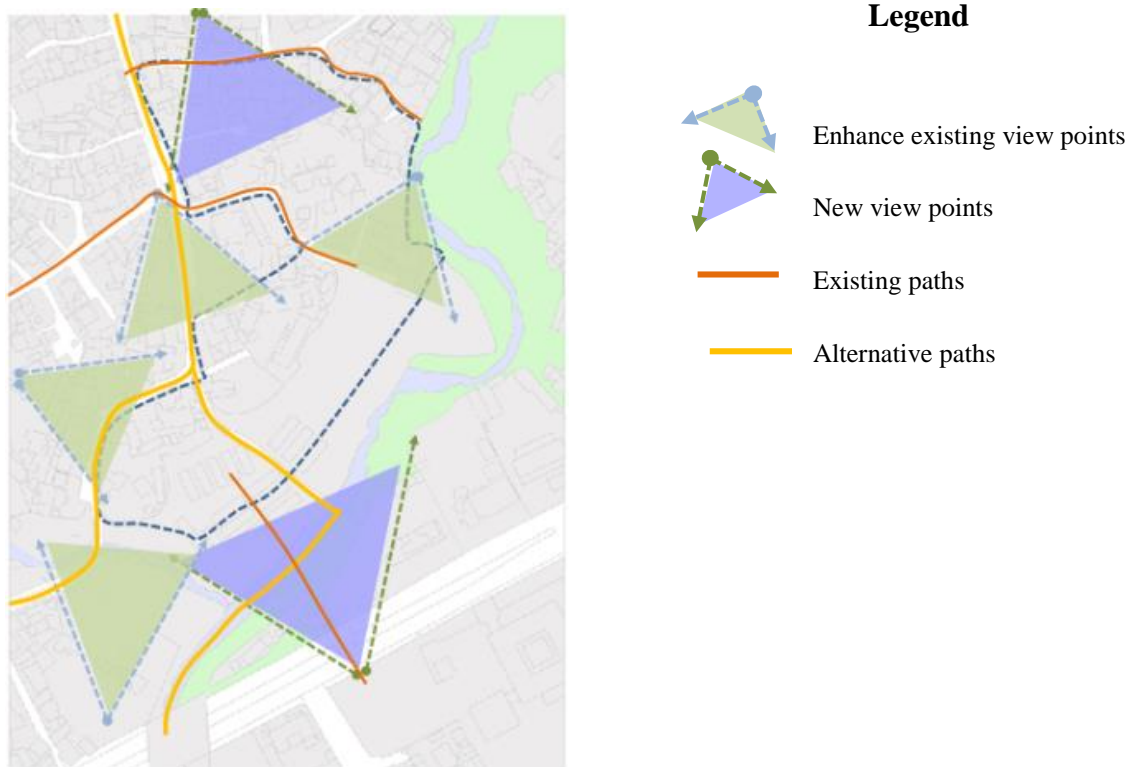 Legend
Enhance existing view points
New view points
Existing paths
Alternative paths